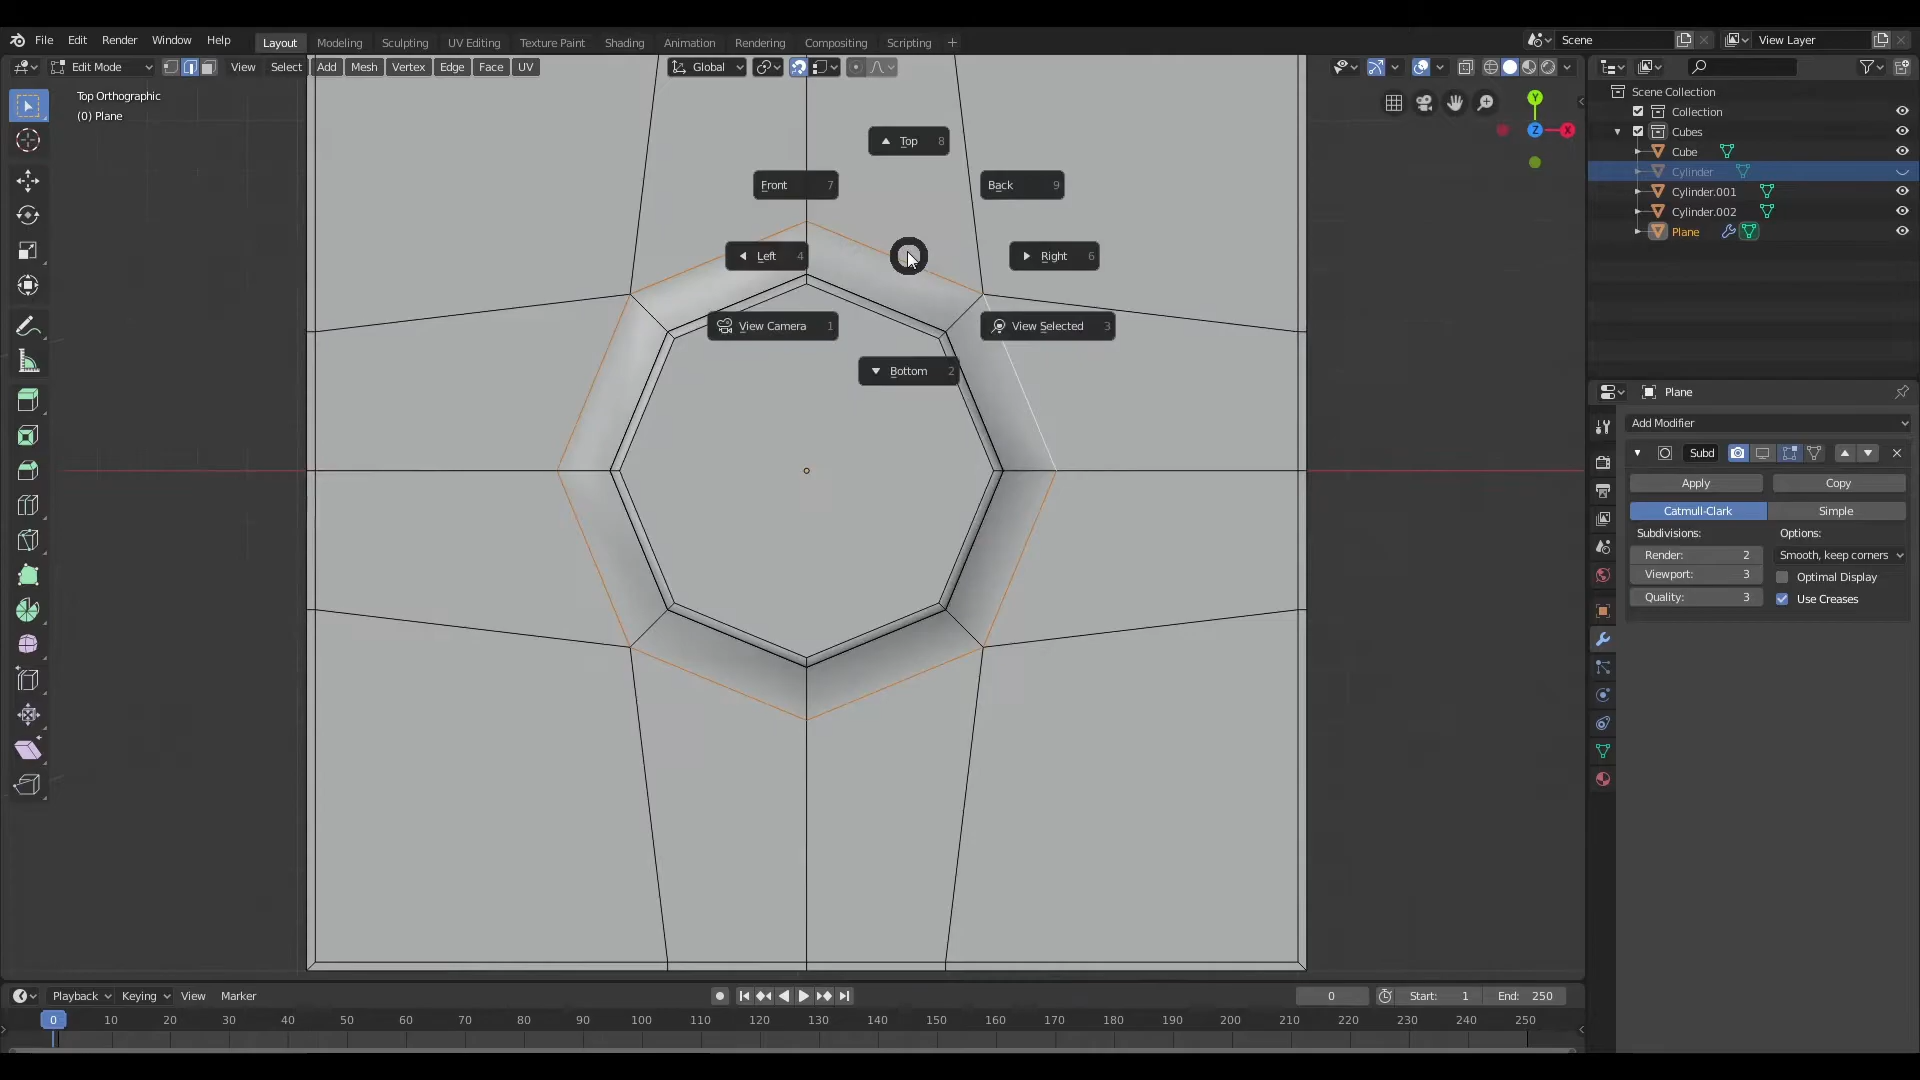 File Edit Render Window Help
Layout Modeling Sculpting UV Editing Texture Paint Shading Animation Rendering Compositing Scripting +
Scene
View Layer
Edit Mode View Select Add Mesh Vertex Edge Face UV
Global
Top Orthographic
(0) Plane
Top 8
Front 7
Back 9
Left 4
Right 6
View Camera 1
View Selected 3
Bottom 2
Y
Z
X
Scene Collection
Collection
Cubes
Cube
Cylinder
Cylinder.001
Cylinder.002
Plane
Plane
Add Modifier
Subd
Apply Copy
Catmull-Clark Simple
Subdivisions: Options:
Render: 2 Smooth, keep corners
Viewport: 3 Optimal Display
Quality: 3 Use Creases
Playback Keying View Marker
0 Start: 1 End: 250
0 10 20 30 40 50 60 70 80 90 100 110 120 130 140 150 160 170 180 190 200 210 220 230 240 250